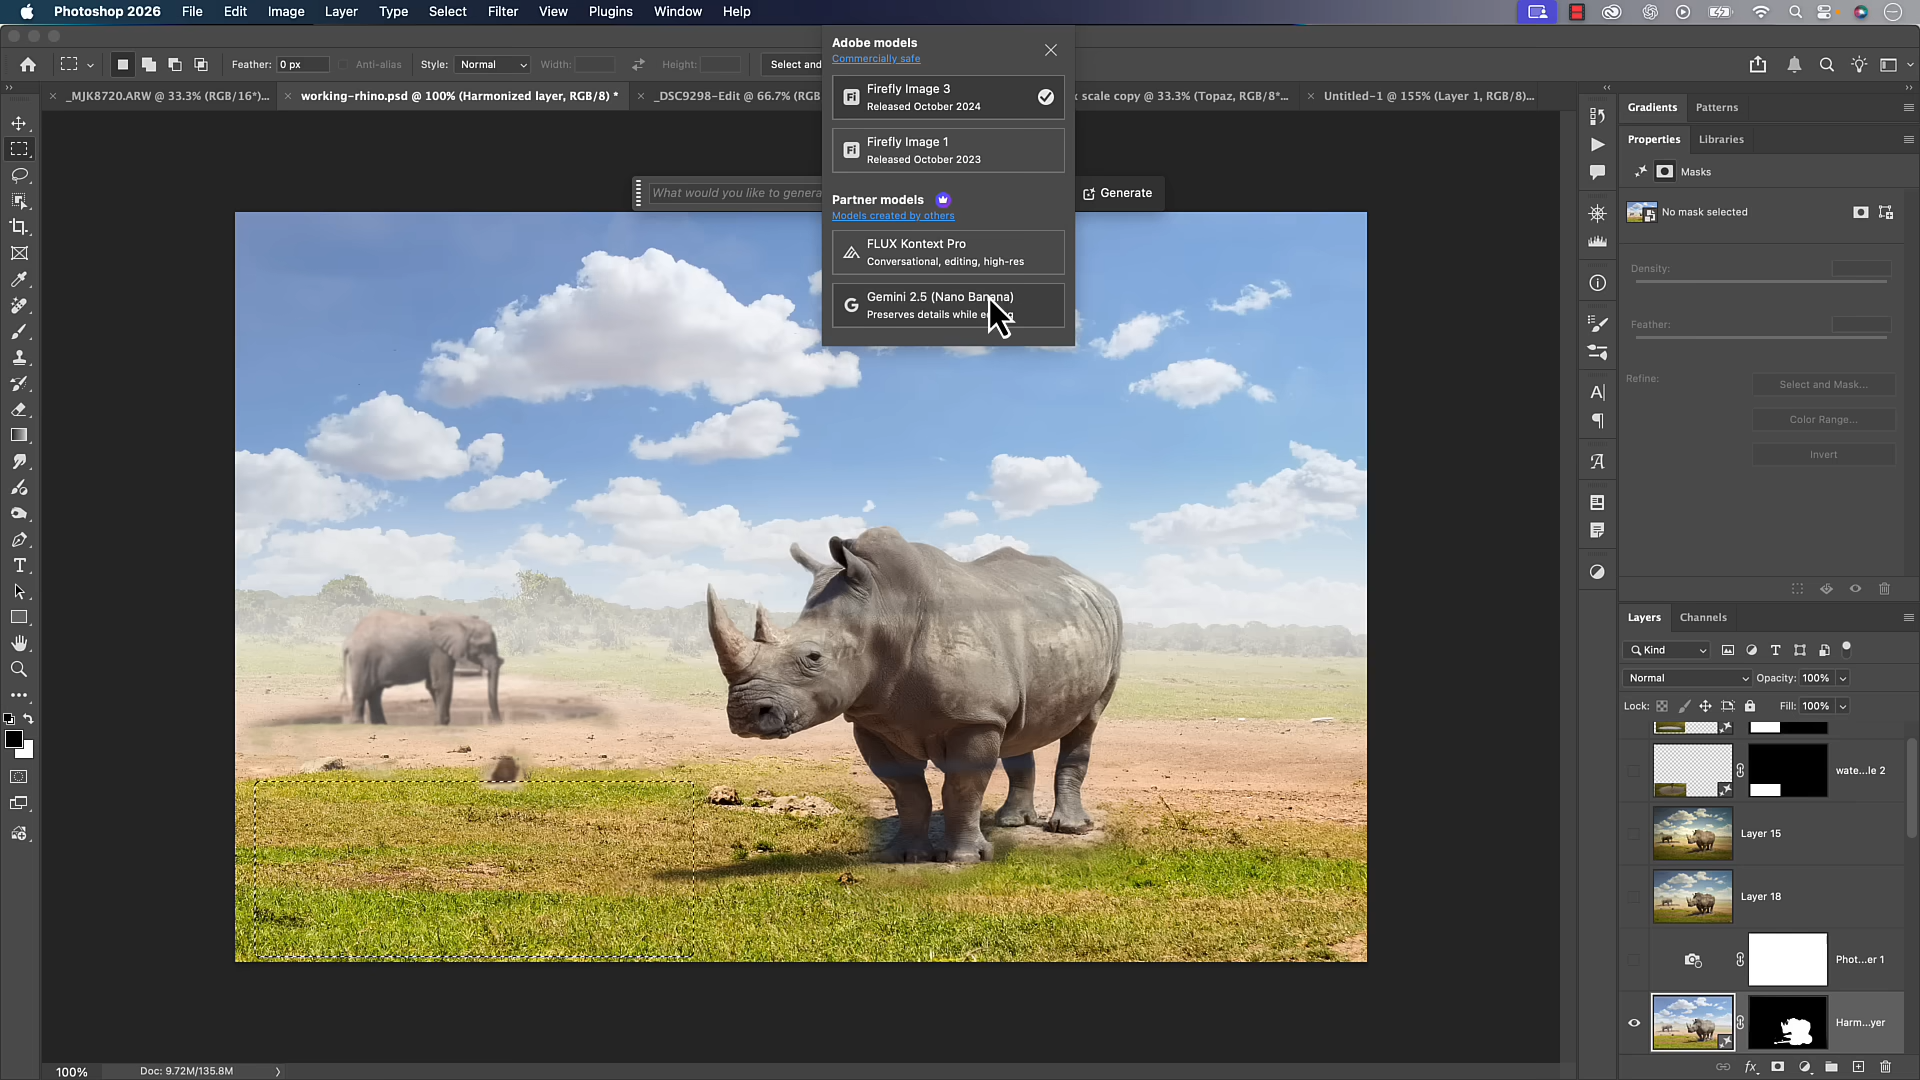 Photoshop 2026 File Edit Image Layer Type Select Filter View Plugins Window Help
Feather: 0 px Anti-alias Style: Normal Width: Height: Select and
_MJK8720.ARW @ 33.3% (RGB/16*)... working-rhino.psd @ 100% (Harmonized layer, RGB/8) * _DSC9298-Edit @ 66.7% (RGB scale copy @ 33.3% (Topaz, RGB/8*... Untitled-1 @ 155% (Layer 1, RGB/8)...
Adobe models
Commercially safe
Fi
Firefly Image 3
Released October 2024
Fi
Firefly Image 1
Released October 2023
Partner models
Models created by others
FLUX Kontext Pro
Conversational, editing, high-res
G
Gemini 2.5 (Nano Banana)
Preserves details while
What would you like to genera
Generate
Gradients Patterns
Properties Libraries
Masks
No mask selected
Density:
Feather:
Refine: Select and Mask...
Color Range...
Invert
Layers Channels
Kind
Normal Opacity: 100%
Lock: Fill: 100%
wate...le 2
Layer 15
Layer 18
Phot...er 1
Harm...yer
fx
100% Doc: 9.72M/135.8M